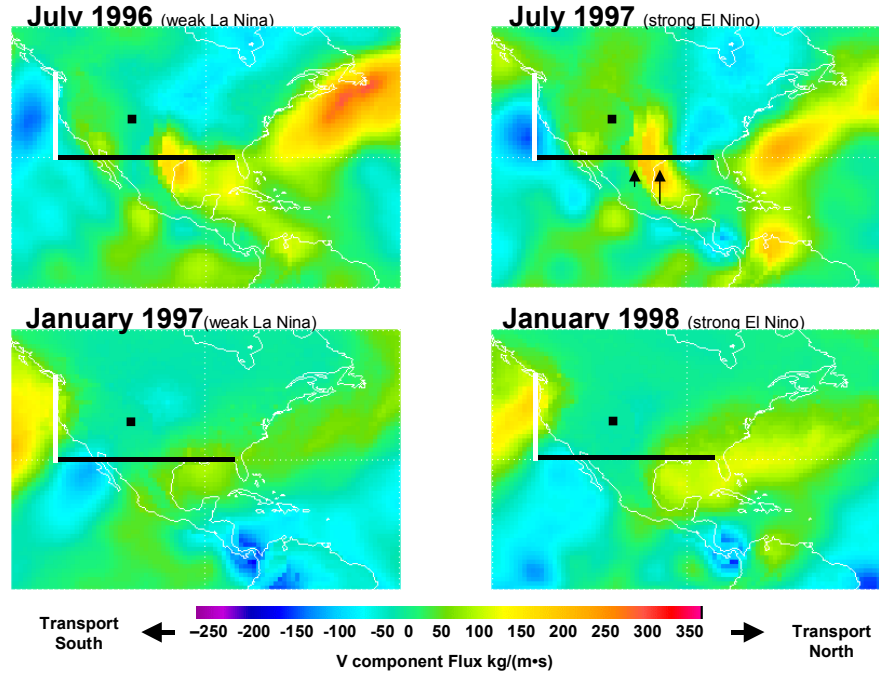 July 1996 (weak La Nina)
July 1997 (strong El Nino)
January 1997(weak La Nina)
January 1998 (strong El Nino)
Transport South
−250 -200 -150 -100 -50 0 50 100 150 200 250 300 350
Transport North
V component Flux kg/(m•s)